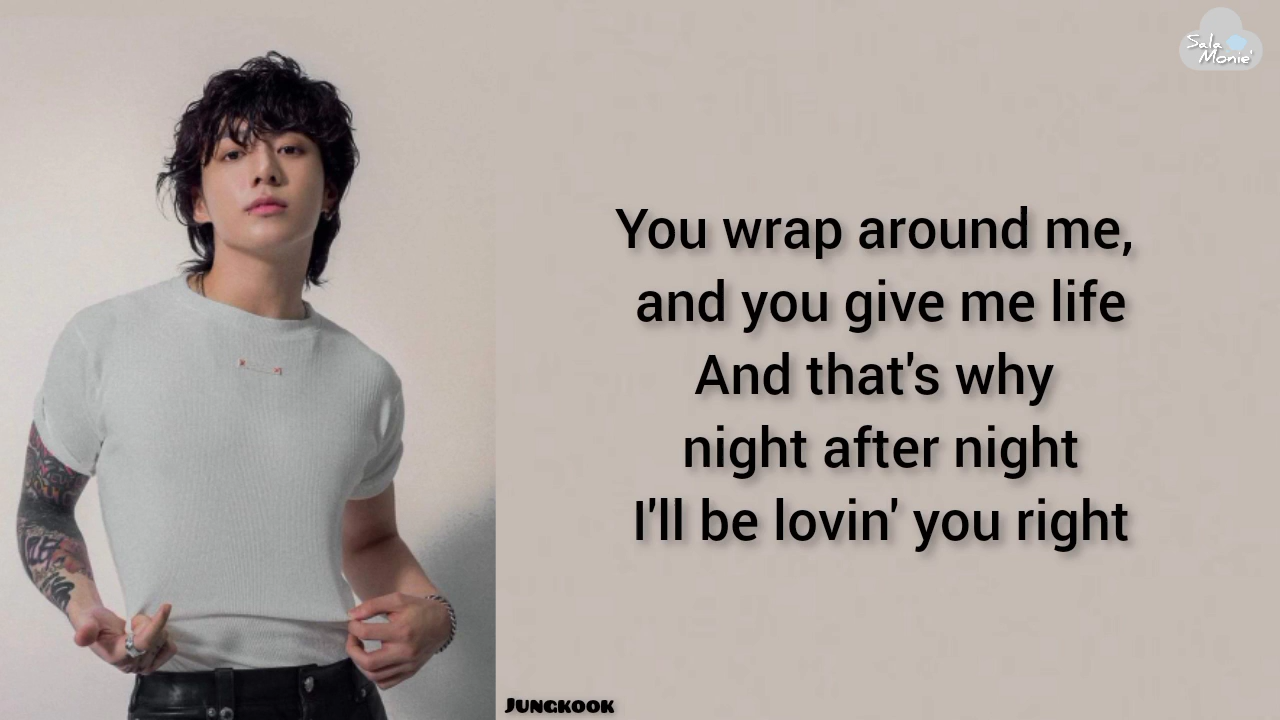 Sala
Monie'
You wrap around me,
and you give me life
And that's why
night after night
I'll be lovin' you right
Jungkook